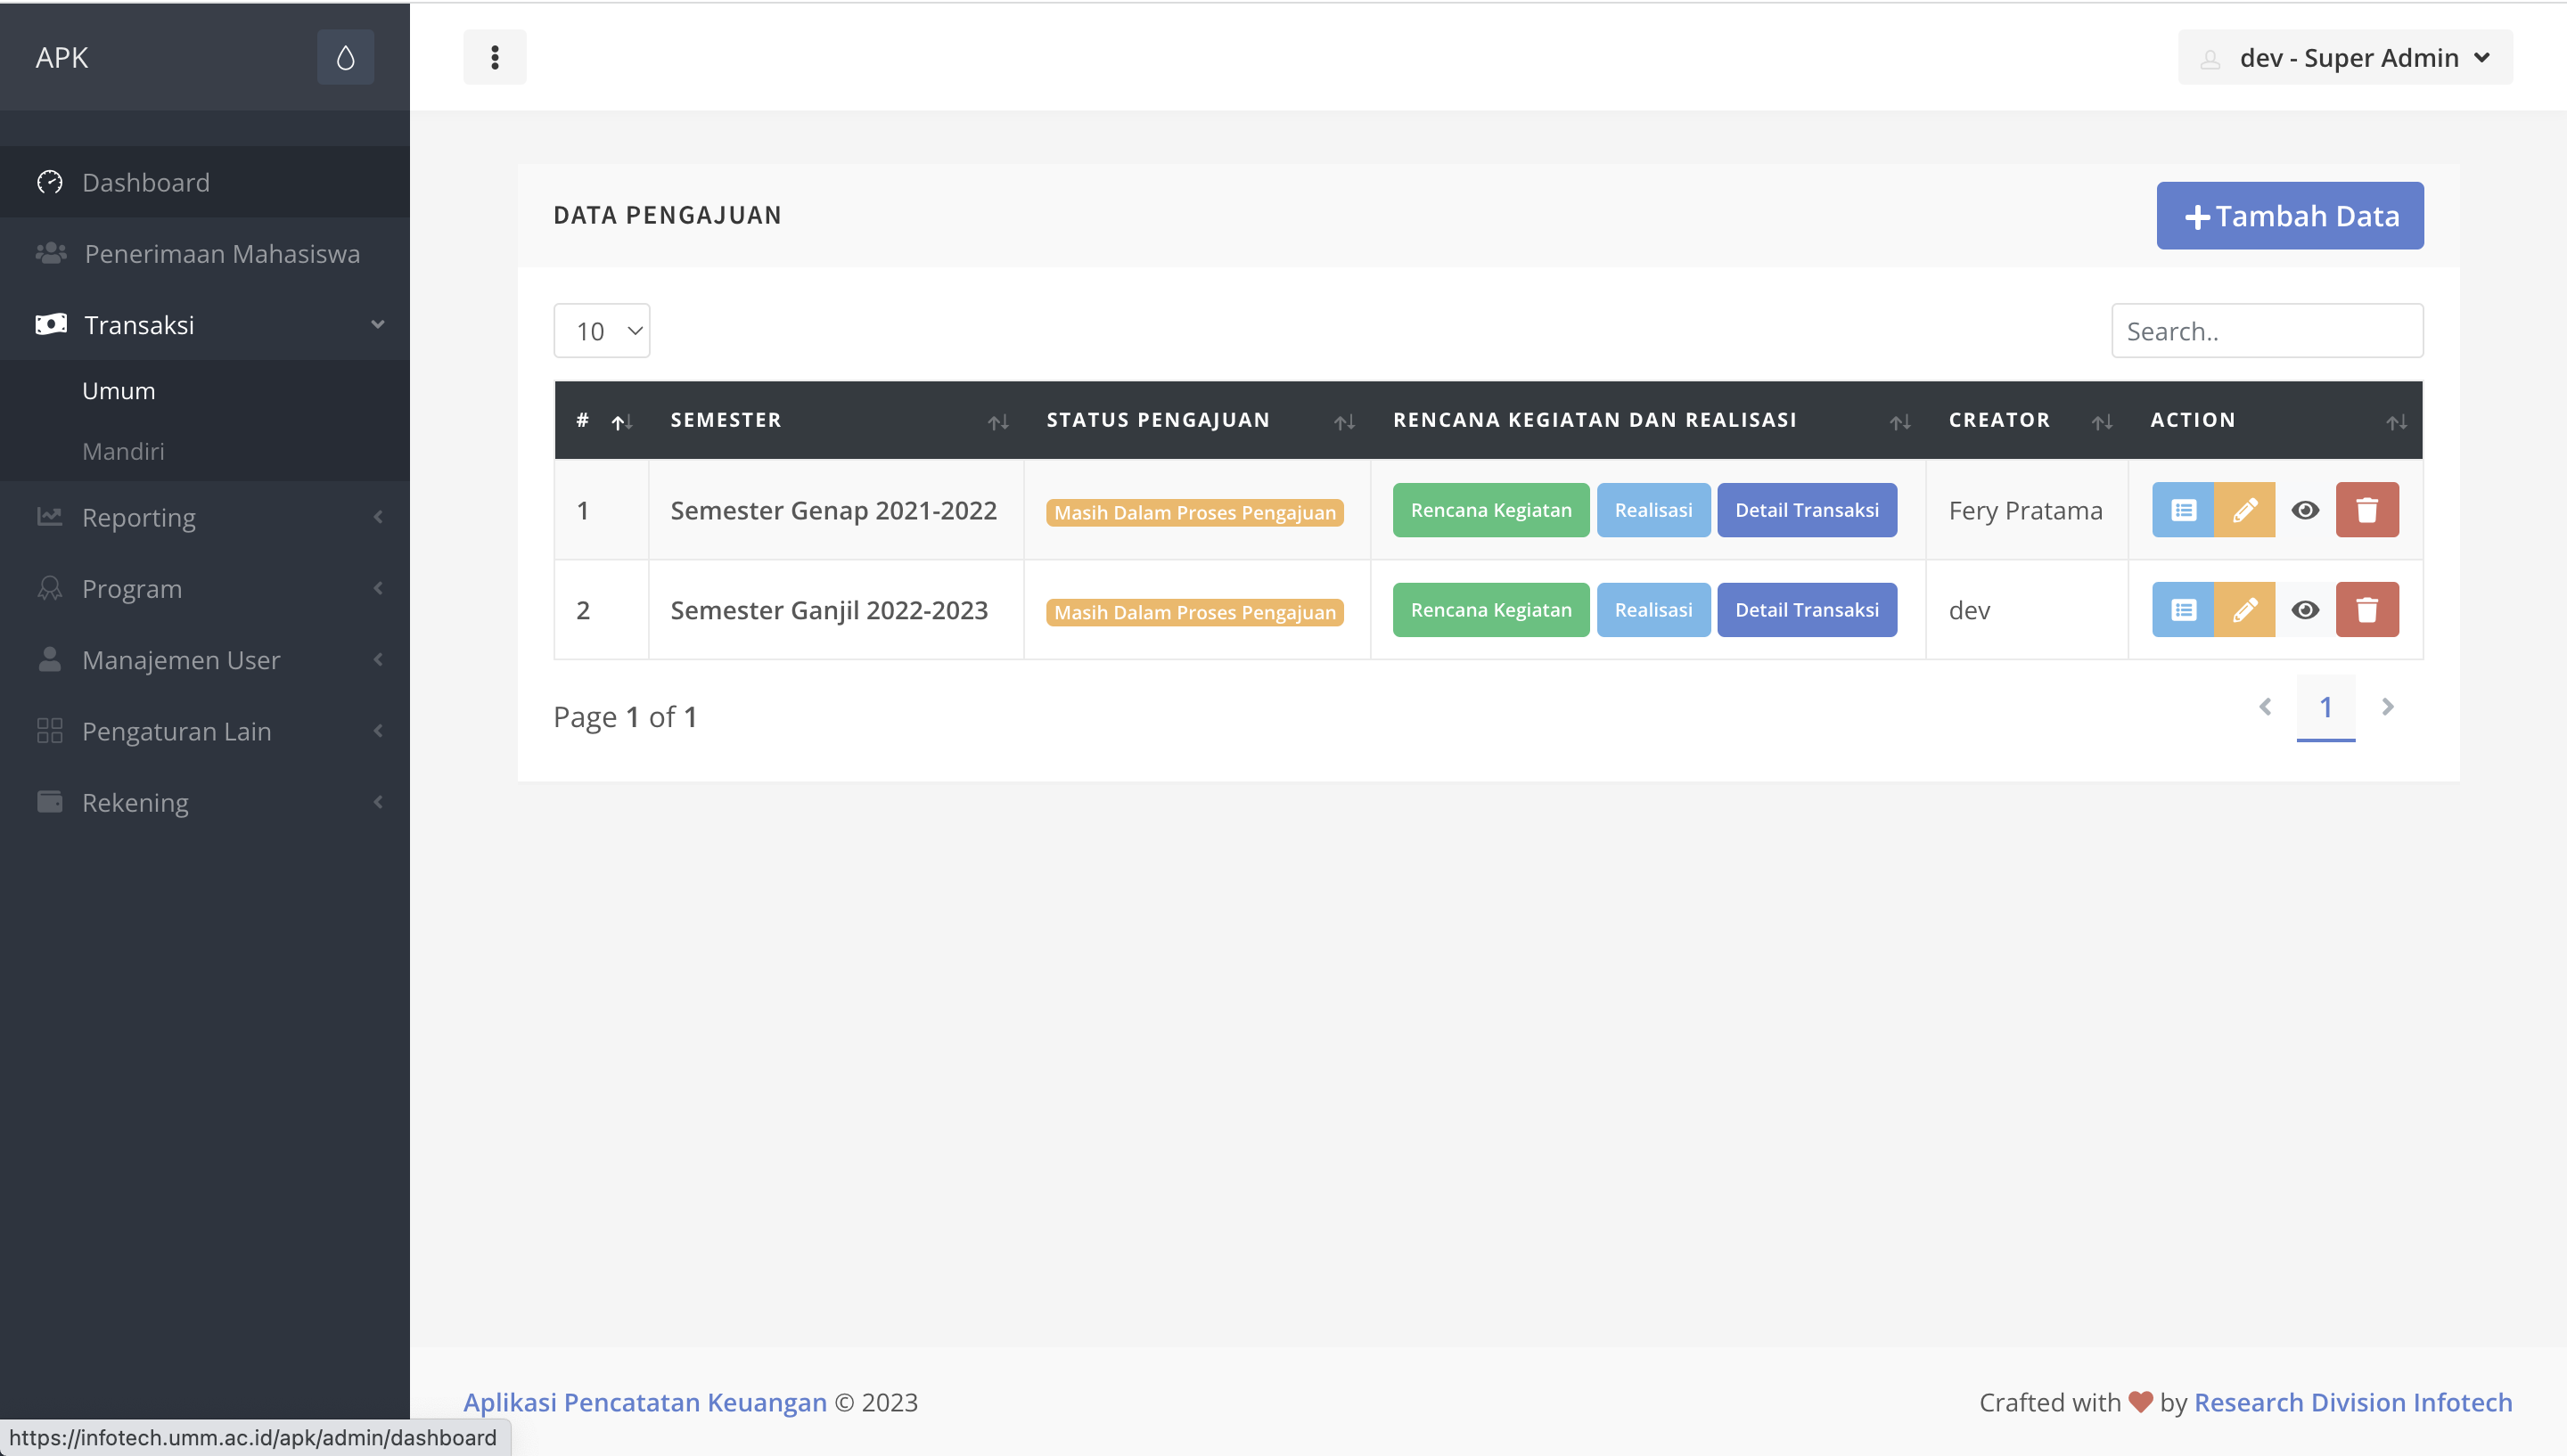 APK
dev - Super Admin
Dashboard
Penerimaan Mahasiswa
Transaksi
Umum
Mandiri
Reporting
Program
Manajemen User
Pengaturan Lain
Rekening
DATA PENGAJUAN
Tambah Data
10
Search..
# SEMESTER STATUS PENGAJUAN RENCANA KEGIATAN DAN REALISASI CREATOR ACTION
1 Semester Genap 2021-2022 Masih Dalam Proses Pengajuan Rencana Kegiatan Realisasi Detail Transaksi Fery Pratama
2 Semester Ganjil 2022-2023 Masih Dalam Proses Pengajuan Rencana Kegiatan Realisasi Detail Transaksi dev
Page 1 of 1
1
Aplikasi Pencatatan Keuangan © 2023
Crafted with by Research Division Infotech
https://infotech.umm.ac.id/apk/admin/dashboard